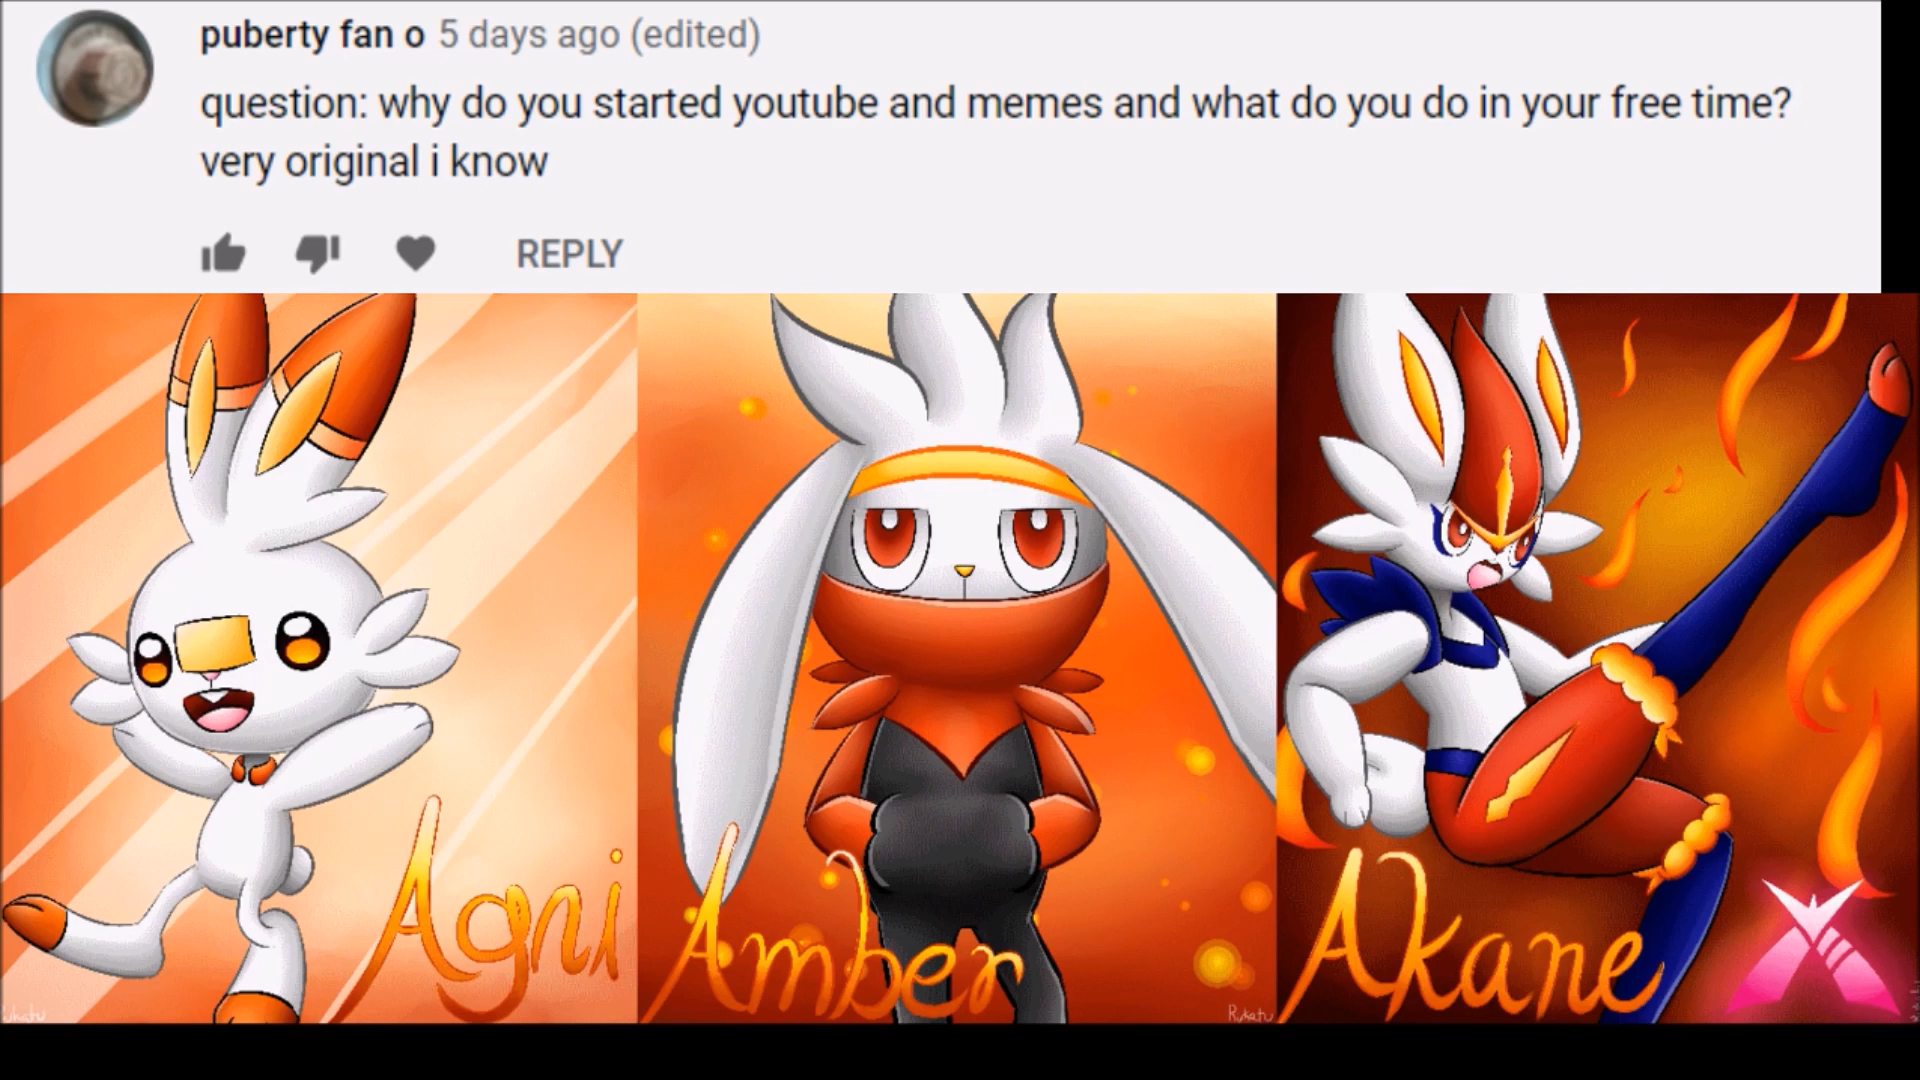 puberty fan o 5 days ago (edited)
question: why do you started youtube and memes and what do you do in your free time?
very original i know
REPLY
Agni
Amber
Akane